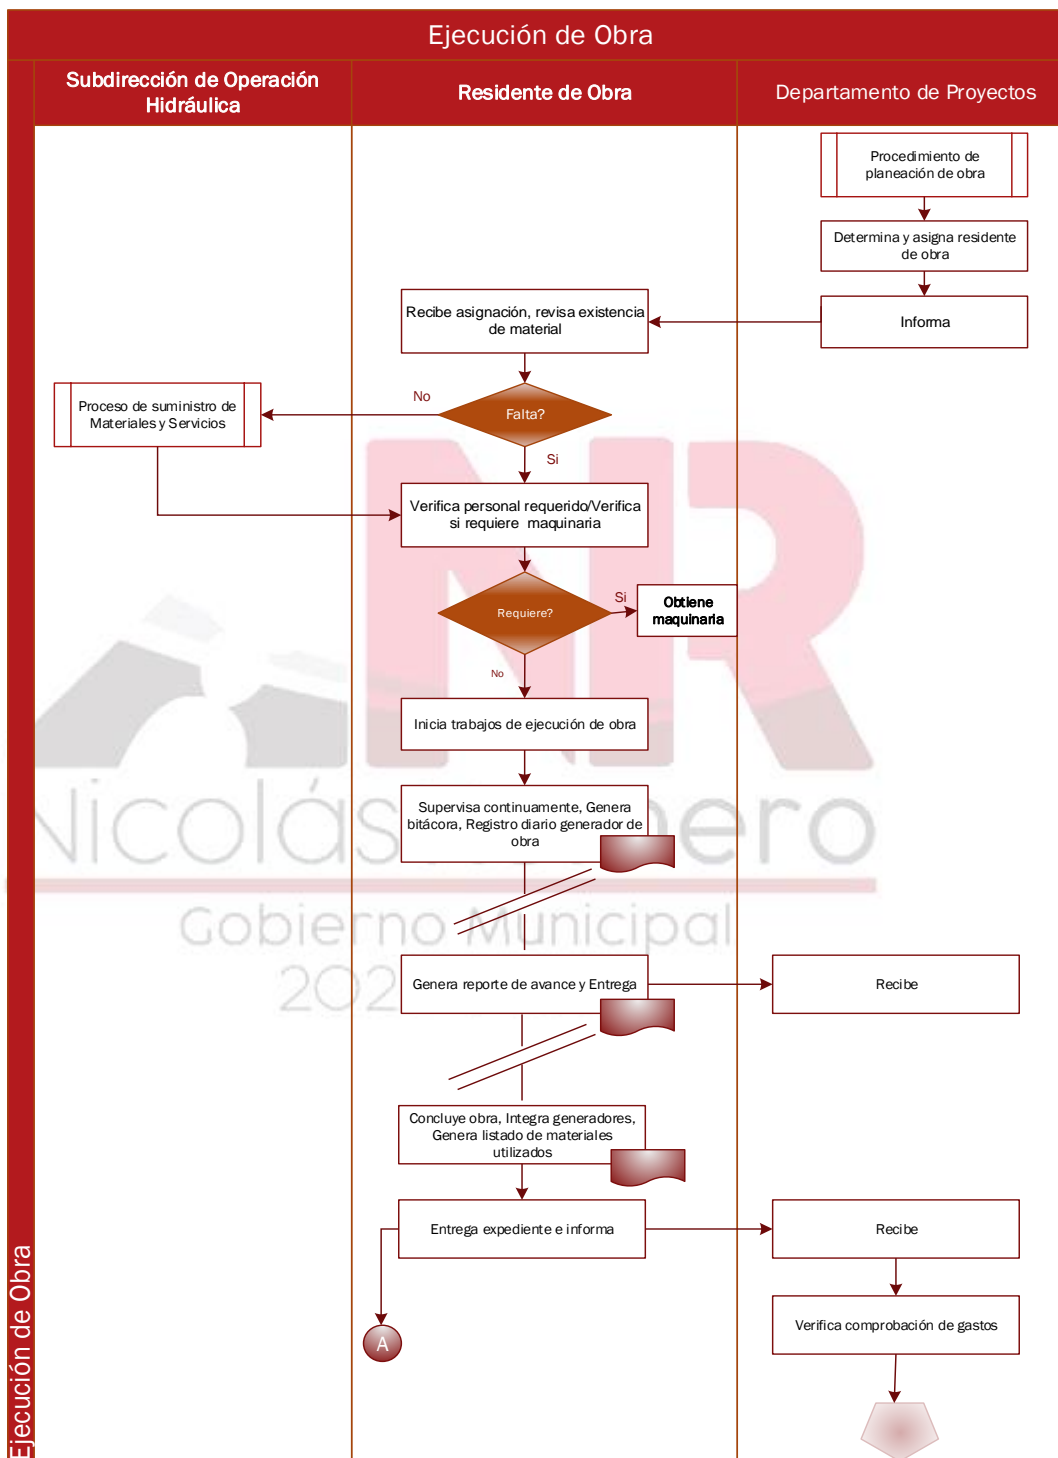 Ejecución de Obra
Subdirección de Operación
Hidráulica
Residente de Obra
Departamento de Proyectos
Procedimiento de
planeación de obra
Determina y asigna residente
de obra
Informa
Recibe asignación, revisa existencia
de material
Falta?
No
Si
Proceso de suministro de
Materiales y Servicios
Verifica personal requerido/Verifica
si requiere maquinaria
Requiere?
Si
Obtiene
maquinaria
No
Inicia trabajos de ejecución de obra
Supervisa continuamente, Genera
bitácora, Registro diario generador de
obra
Genera reporte de avance y Entrega
Recibe
Concluye obra, Integra generadores,
Genera listado de materiales
utilizados
Entrega expediente e informa
Recibe
A
Verifica comprobación de gastos
Ejecución de Obra
NR
Nicolás
Gobierno Municipal